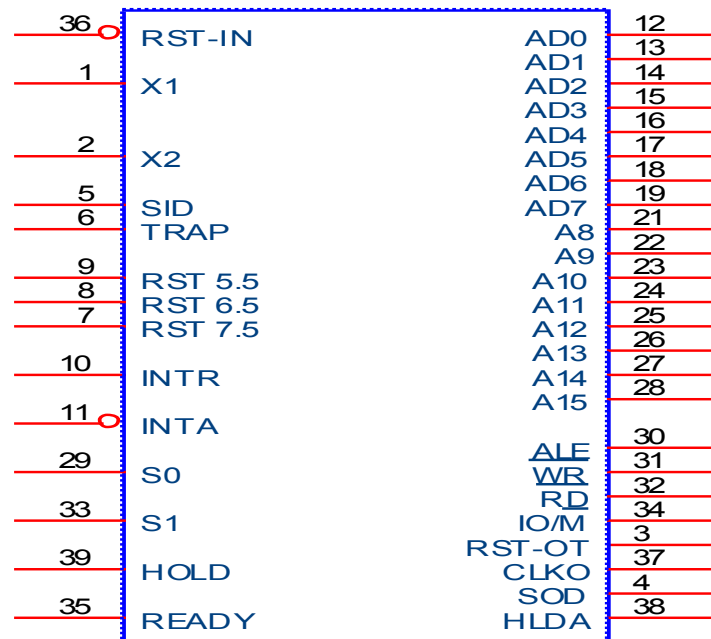 36 RST-IN AD0 12
AD1 13
1 X1 AD2 14
AD3 15
AD4 16
2 X2 AD5 17
AD6 18
5 SID AD7 19
6 TRAP A8 21
A9 22
9 RST 5.5 A10 23
8 RST 6.5 A11 24
7 RST 7.5 A12 25
A13 26
10 INTR A14 27
A15 28
11 INTA
ALE 30
29 S0 WR 31
RD 32
33 S1 IO/M 34
RST-OT 3
39 HOLD CLKO 37
SOD 4
35 READY HLDA 38